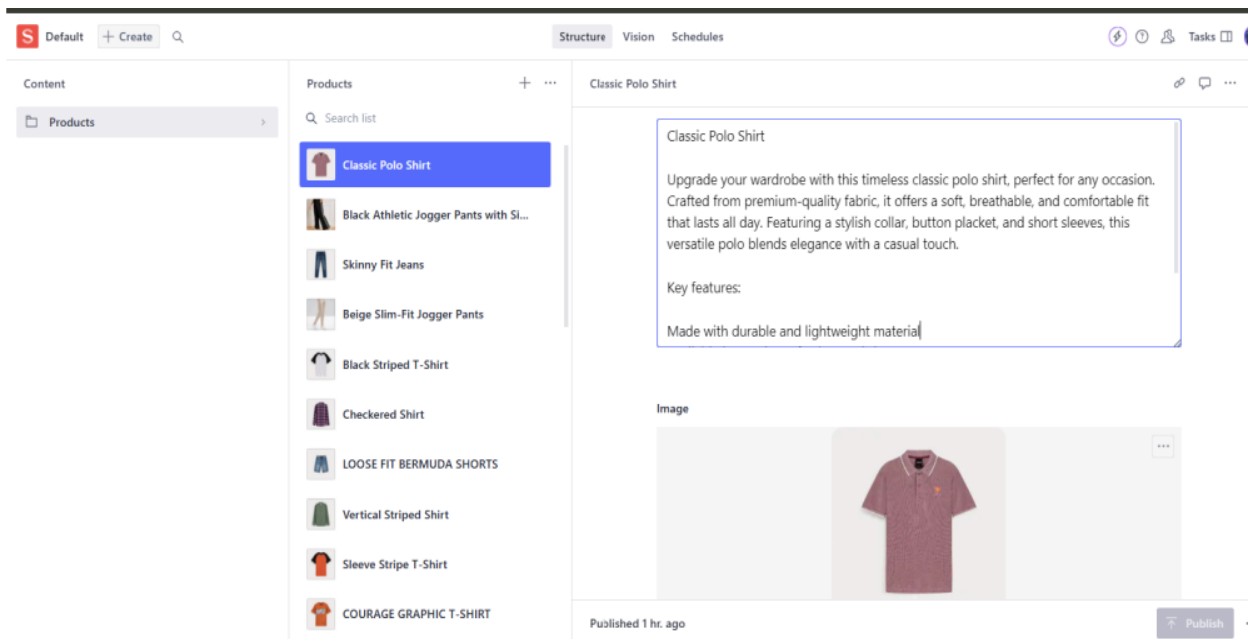 S Default + Create Structure Vision Schedules Tasks
Content
Products
Products
Search list
Classic Polo Shirt
Black Athletic Jogger Pants with Si...
Skinny Fit Jeans
Beige Slim-Fit Jogger Pants
Black Striped T-Shirt
Checkered Shirt
LOOSE FIT BERMUDA SHORTS
Vertical Striped Shirt
Sleeve Stripe T-Shirt
COURAGE GRAPHIC T-SHIRT
Classic Polo Shirt
Classic Polo Shirt
Upgrade your wardrobe with this timeless classic polo shirt, perfect for any occasion.
Crafted from premium-quality fabric, it offers a soft, breathable, and comfortable fit
that lasts all day. Featuring a stylish collar, button placket, and short sleeves, this
versatile polo blends elegance with a casual touch.
Key features:
Made with durable and lightweight material
Image
Published 1 hr. ago
Publish